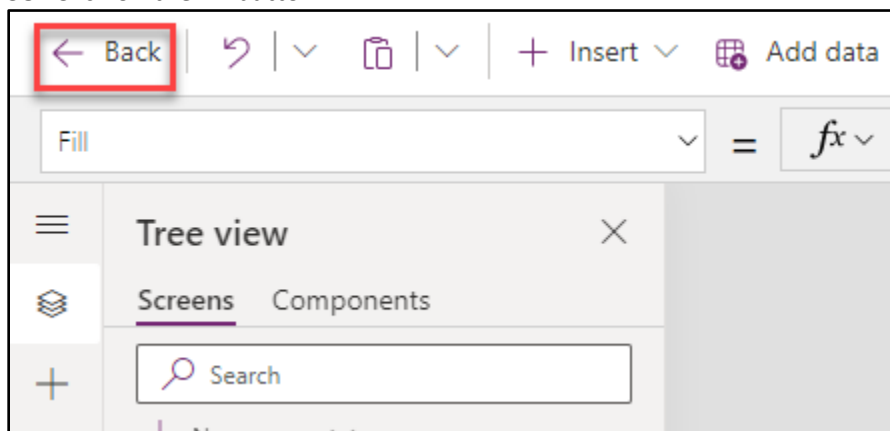 Back Insert Add data
Fill = fx
Tree view
Screens Components
Search